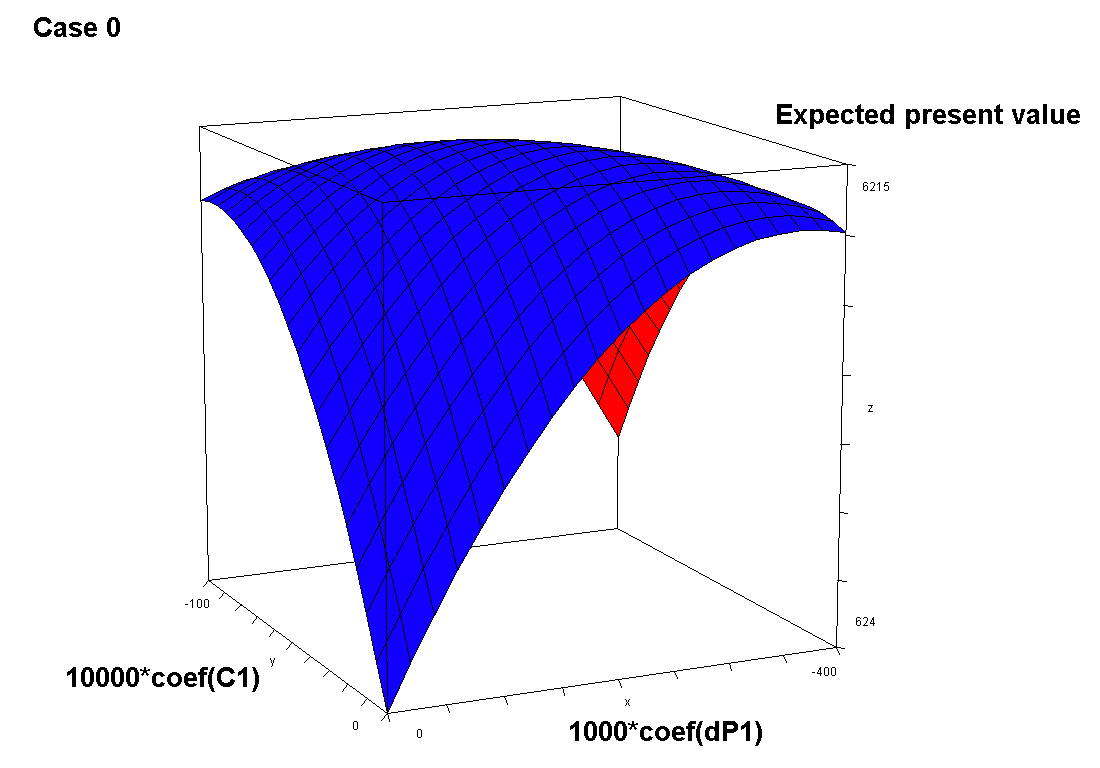 Case 0
Expected present value
6215
z
624
-100
-400
y
10000*coef(C1)
x
0
0
1000*coef(dP1)